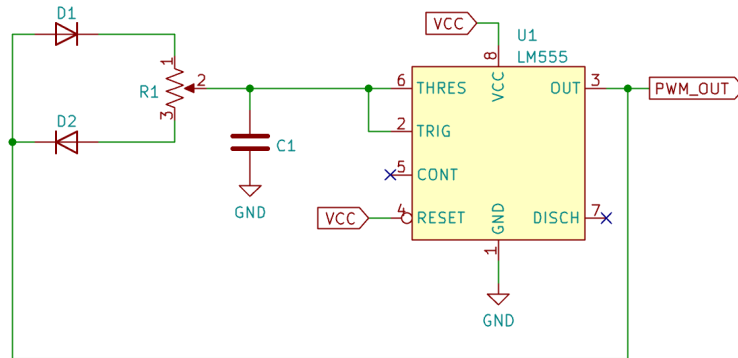 D1
VCC
U1
LM555
1
R1
2
3
D2
C1
GND
8
VCC
6
THRES
OUT
3
PWM_OUT
2
TRIG
5
CONT
VCC
4
RESET
GND
DISCH
7
1
GND